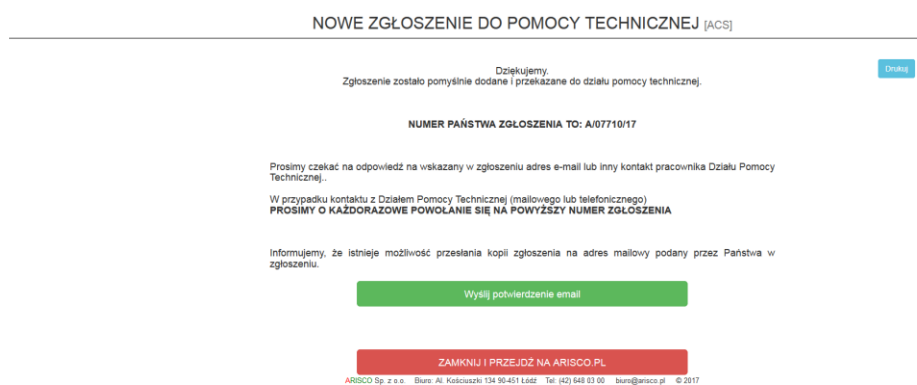 NOWE ZGŁOSZENIE DO POMOCY TECHNICZNEJ [ACS]
Dziękujemy.
Drukuj
Zgłoszenie zostało pomyślnie dodane i przekazane do działu pomocy technicznej.
NUMER PAŃSTWA ZGŁOSZENIA TO: A/07710/17
Prosimy czekać na odpowiedź na wskazany w zgłoszeniu adres e-mail lub inny kontakt pracownika Działu Pomocy
Technicznej..
W przypadku kontaktu z Działem Pomocy Technicznej (mailowego lub telefonicznego)
PROSIMY O KAŻDORAZOWE POWOŁANIE SIĘ NA POWYŻSZY NUMER ZGŁOSZENIA
Informujemy, że istnieje możliwość przesłania kopii zgłoszenia na adres mailowy podany przez Państwa w
zgłoszeniu.
Wyślij potwierdzenie email
ZAMKNIJ I PRZEJDŹ NA ARISCO.PL
ARISCO Sp. z o.o. Biuro: Al. Kościuszki 134 90-451 Łódź Tel: (42) 648 03 00 biuro@arisco.pl © 2017